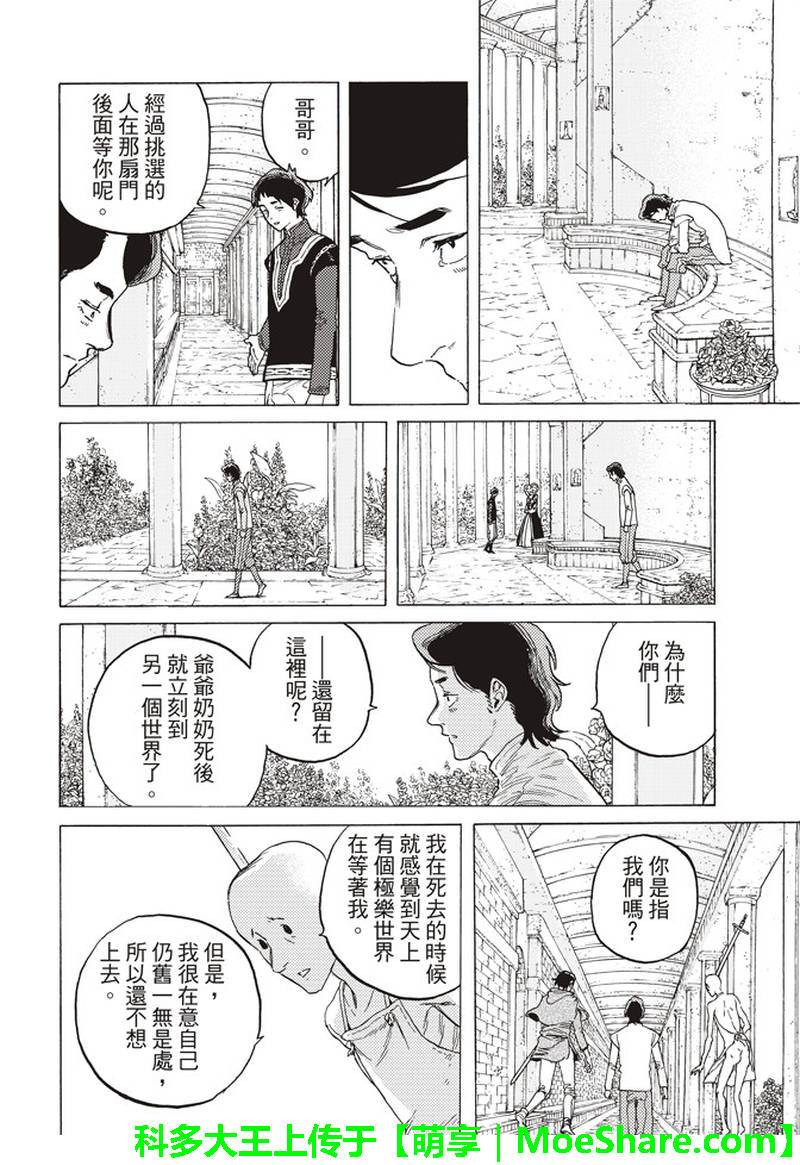 哥哥。
經過挑選的
人在那扇門
後面等你呢。
為什麼
你們——
——還留在
這裡呢?
爺爺奶奶死後
就立刻到
另一個世界了。
你是指
我們嗎?
我在死去的時候
就感覺到天上
有個極樂世界
在等著我。
但是,
我很在意自己
仍舊一無是處,
所以還不想
上去。
科多大王上传于【萌享|MoeShare.com】